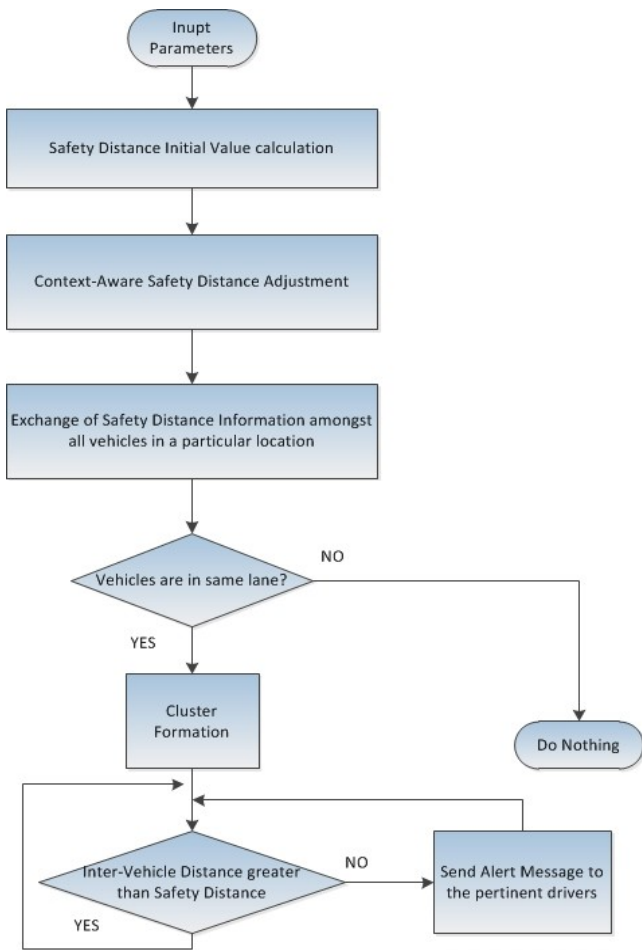 Inupt
Parameters
Safety Distance Initial Value calculation
Context-Aware Safety Distance Adjustment
Exchange of Safety Distance Information amongst
all vehicles in a particular location
Vehicles are in same lane?
NO
YES
Cluster
Formation
Do Nothing
Inter-Vehicle Distance greater
than Safety Distance
NO
Send Alert Message to
the pertinent drivers
YES